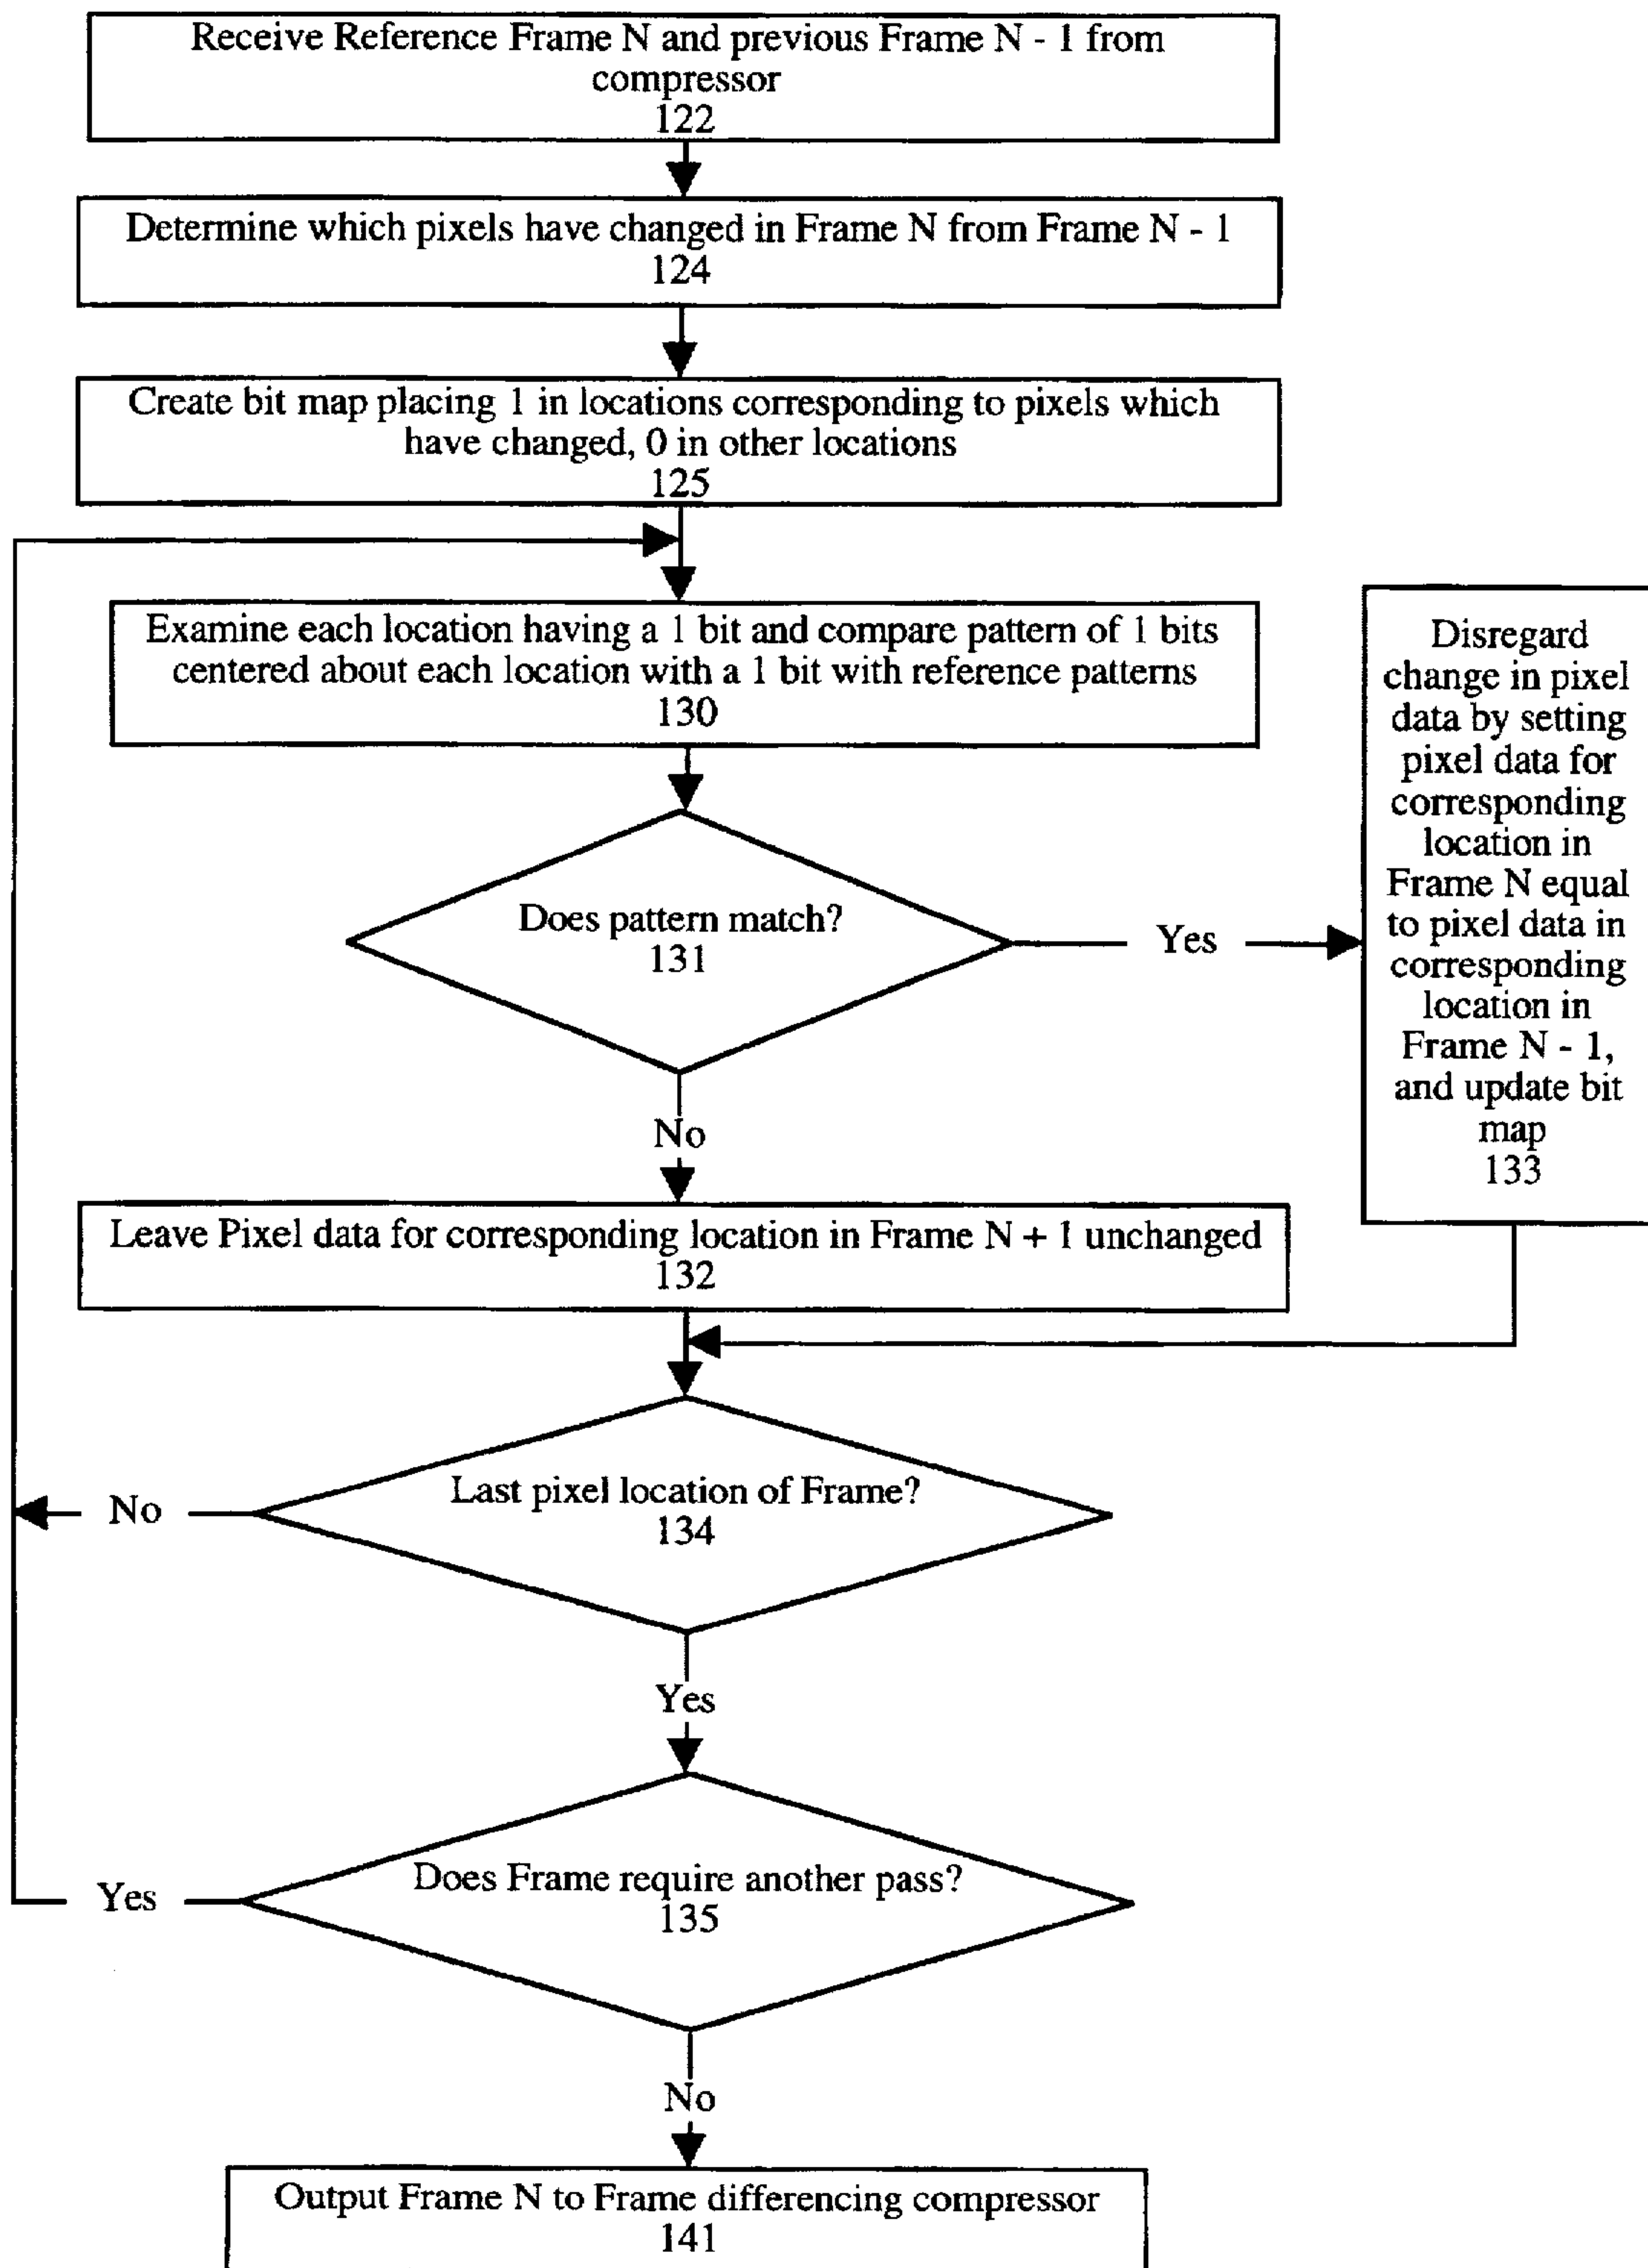 Receive Reference Frame N and previous Frame N - 1 from
compressor
122
Determine which pixels have changed in Frame N from Frame N - 1
124
Create bit map placing 1 in locations corresponding to pixels which
have changed, 0 in other locations
125
Examine each location having a 1 bit and compare pattern of 1 bits
centered about each location with a 1 bit with reference patterns
130
Does pattern match?
131
Yes
Disregard
change in pixel
data by setting
pixel data for
corresponding
location in
Frame N equal
to pixel data in
corresponding
location in
Frame N - 1,
and update bit
map
133
No
Leave Pixel data for corresponding location in Frame N + 1 unchanged
132
Last pixel location of Frame?
134
No
Yes
Does Frame require another pass?
135
Yes
No
Output Frame N to Frame differencing compressor
141